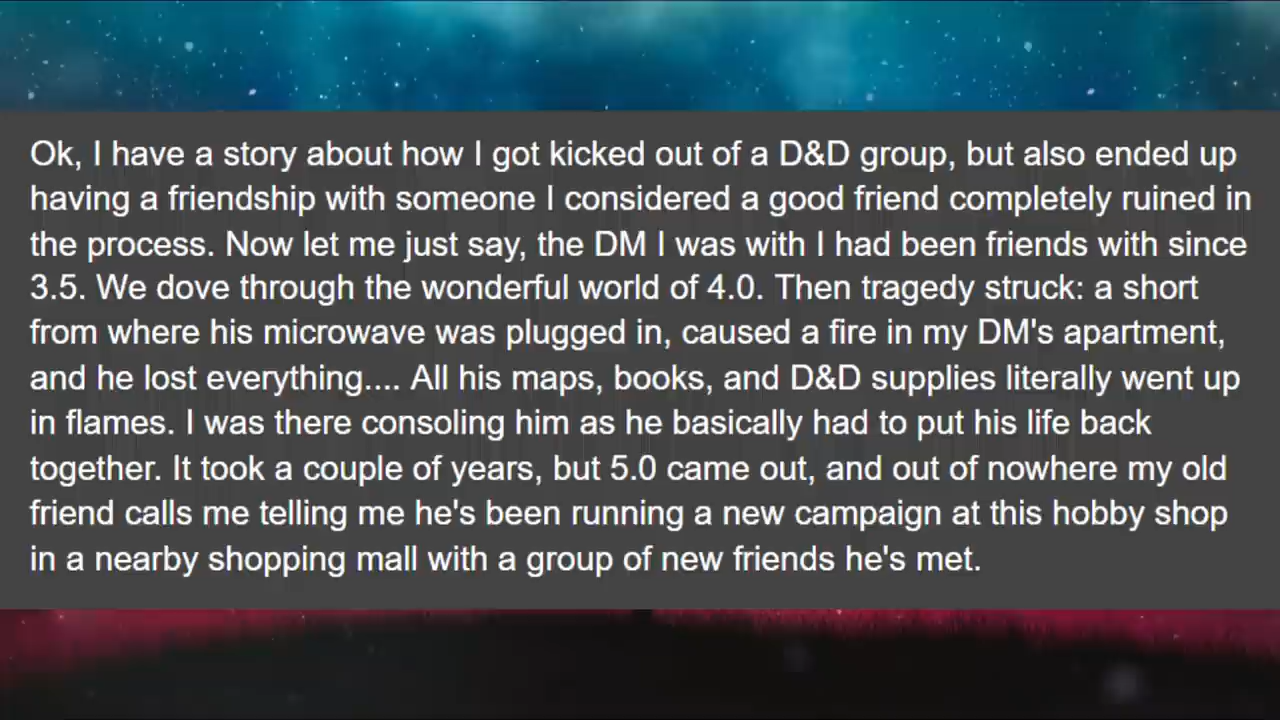 Ok, I have a story about how I got kicked out of a D&D group, but also ended up
having a friendship with someone I considered a good friend completely ruined in
the process. Now let me just say, the DM I was with I had been friends with since
3.5. We dove through the wonderful world of 4.0. Then tragedy struck: a short
from where his microwave was plugged in, caused a fire in my DM's apartment,
and he lost everything.... All his maps, books, and D&D supplies literally went up
in flames. I was there consoling him as he basically had to put his life back
together. It took a couple of years, but 5.0 came out, and out of nowhere my old
friend calls me telling me he's been running a new campaign at this hobby shop
in a nearby shopping mall with a group of new friends he's met.